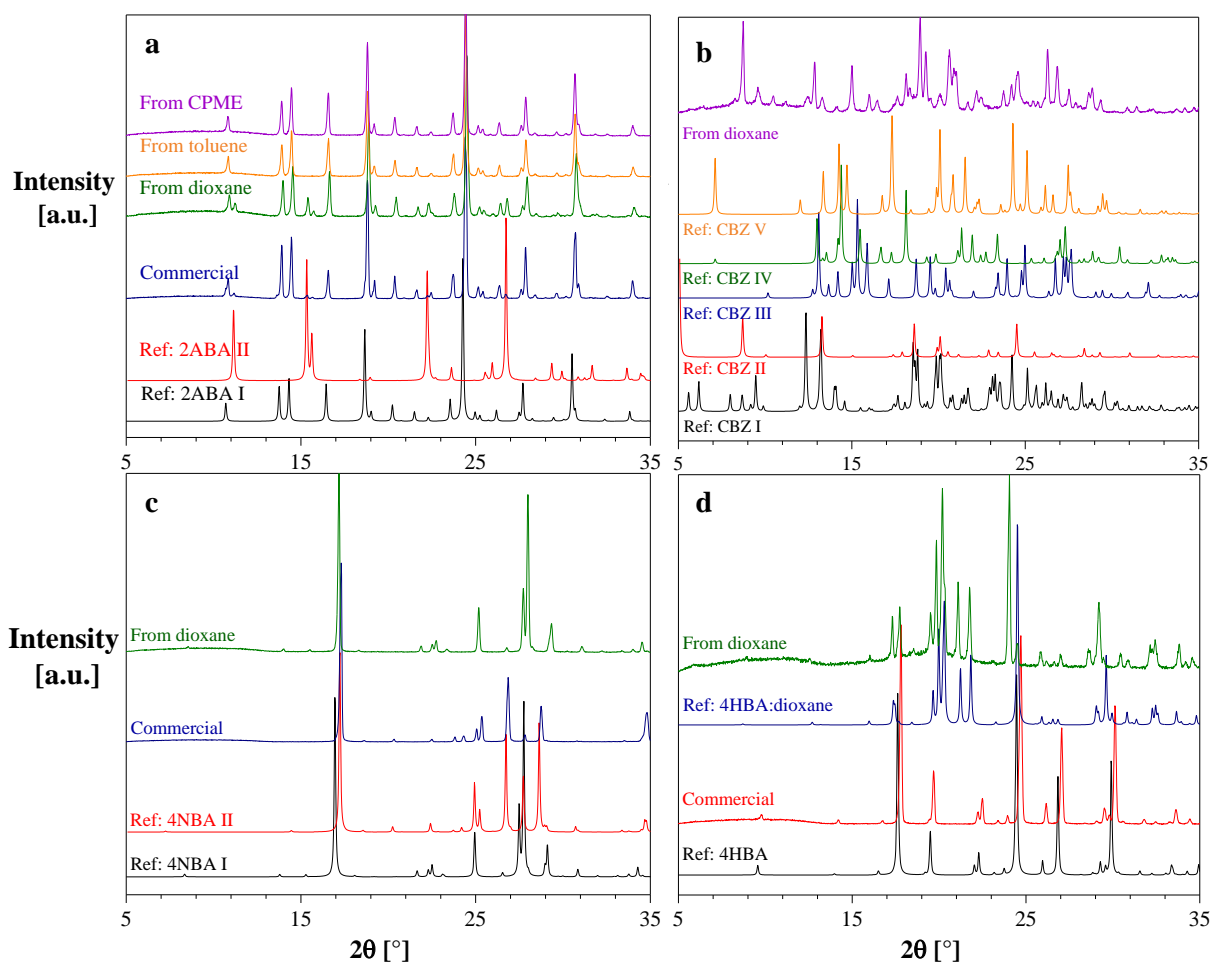 a
From CPME
From toluene
From dioxane
Commercial
Ref: 2ABA II
Ref: 2ABA I
Intensity
[a.u.]
5
15
25
35
b
From dioxane
Ref: CBZ V
Ref: CBZ IV
Ref: CBZ III
Ref: CBZ II
Ref: CBZ I
5
15
25
35
c
From dioxane
Commercial
Ref: 4NBA II
Ref: 4NBA I
Intensity
[a.u.]
5
15
25
35
2θ [°]
d
From dioxane
Ref: 4HBA:dioxane
Commercial
Ref: 4HBA
5
15
25
35
2θ [°]